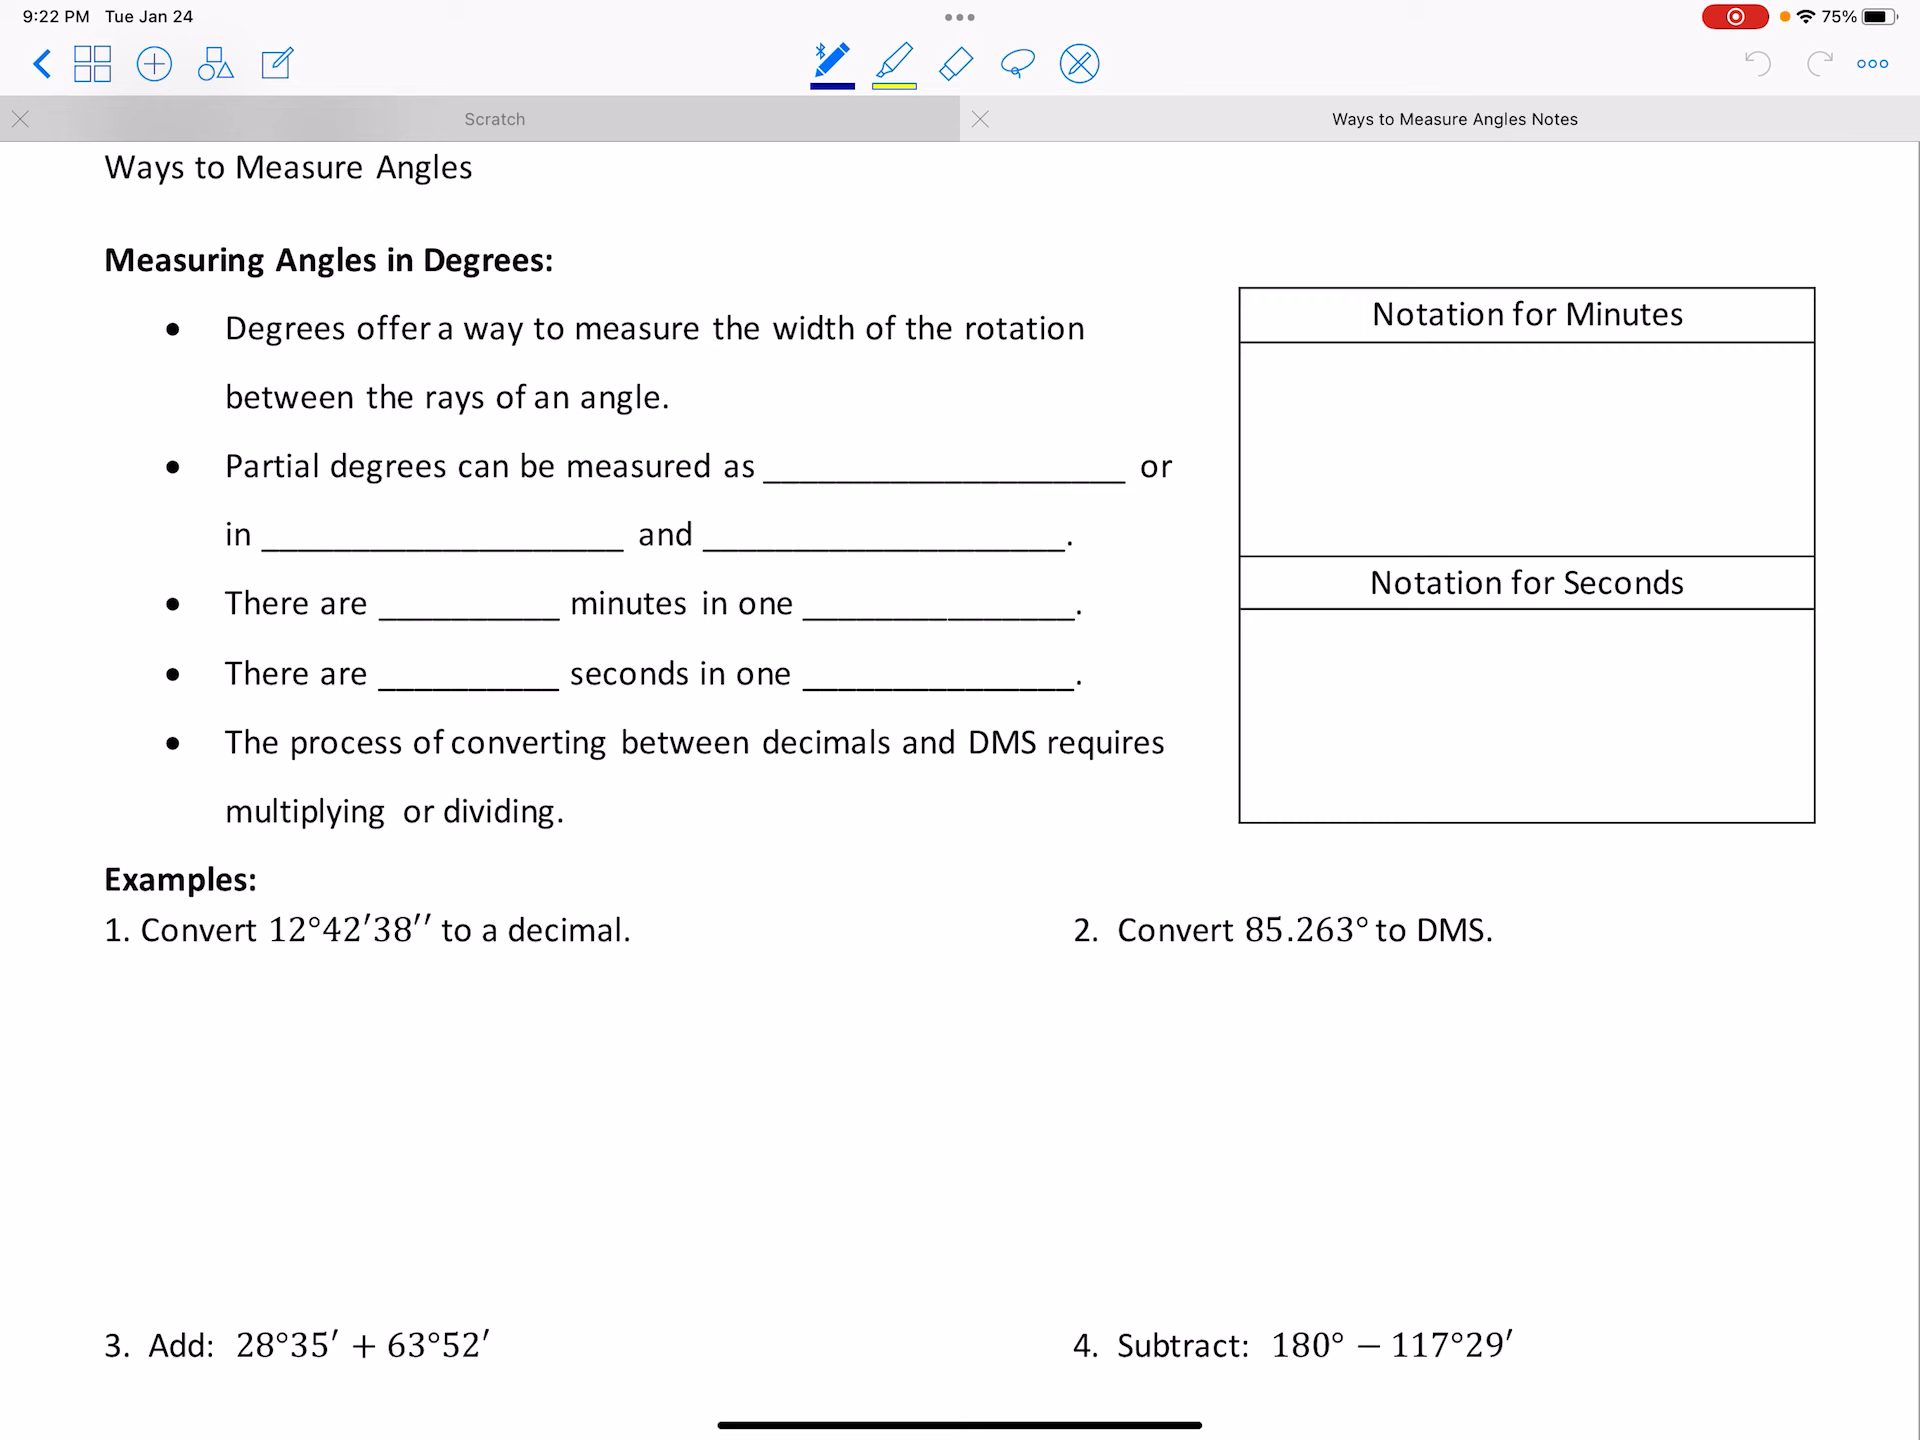 9:22 PM Tue Jan 24
75%
Scratch
Ways to Measure Angles Notes
Ways to Measure Angles
Measuring Angles in Degrees:
• Degrees offer a way to measure the width of the rotation
between the rays of an angle.
• Partial degrees can be measured as ____________________ or
in ____________________ and ____________________.
• There are __________ minutes in one _______________.
• There are __________ seconds in one _______________.
• The process of converting between decimals and DMS requires
multiplying or dividing.
Notation for Minutes
Notation for Seconds
Examples:
1. Convert 12°42′38′′ to a decimal.
2. Convert 85.263° to DMS.
3. Add: 28°35′ + 63°52′
4. Subtract: 180° − 117°29′